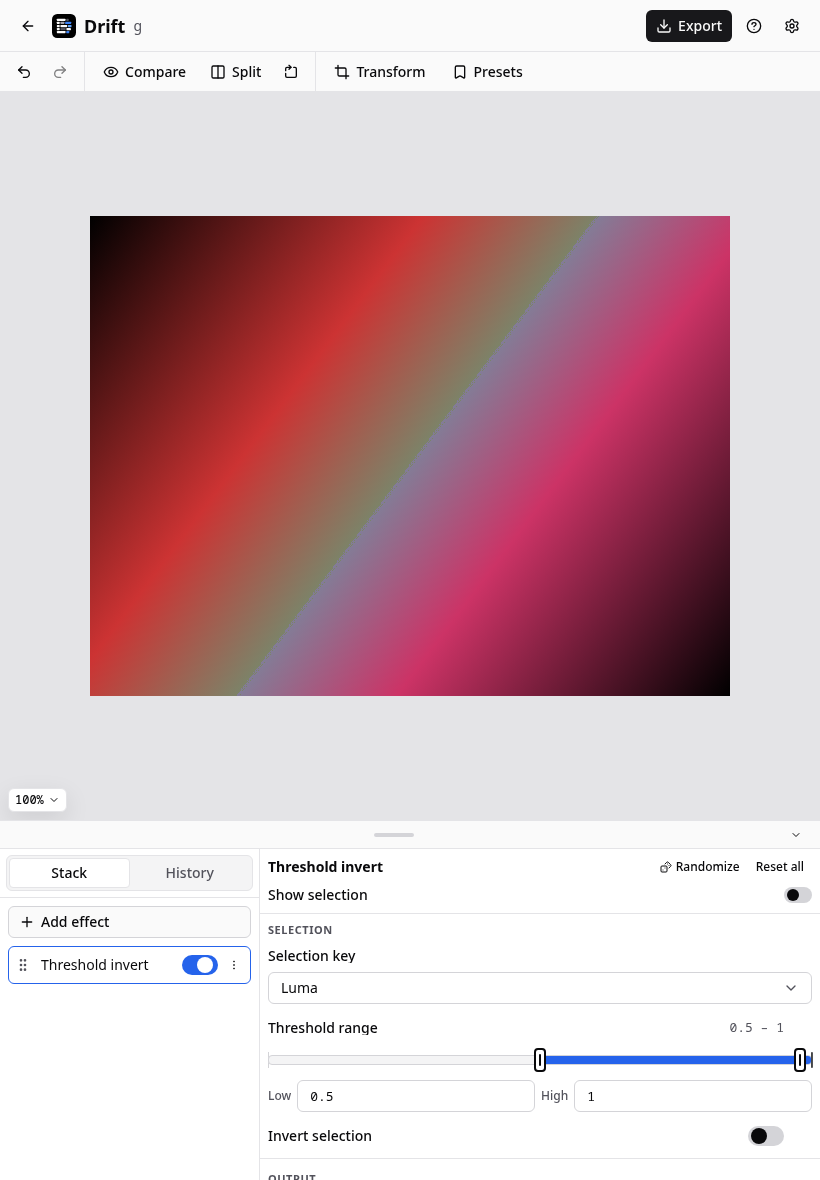 Drift g
Export
Compare
Split
Transform
Presets
100%
Stack
History
Add effect
Threshold invert
Threshold invert
Randomize
Reset all
Show selection
SELECTION
Selection key
Luma
Threshold range
0.5 – 1
Low
0.5
High
1
Invert selection
OUTPUT